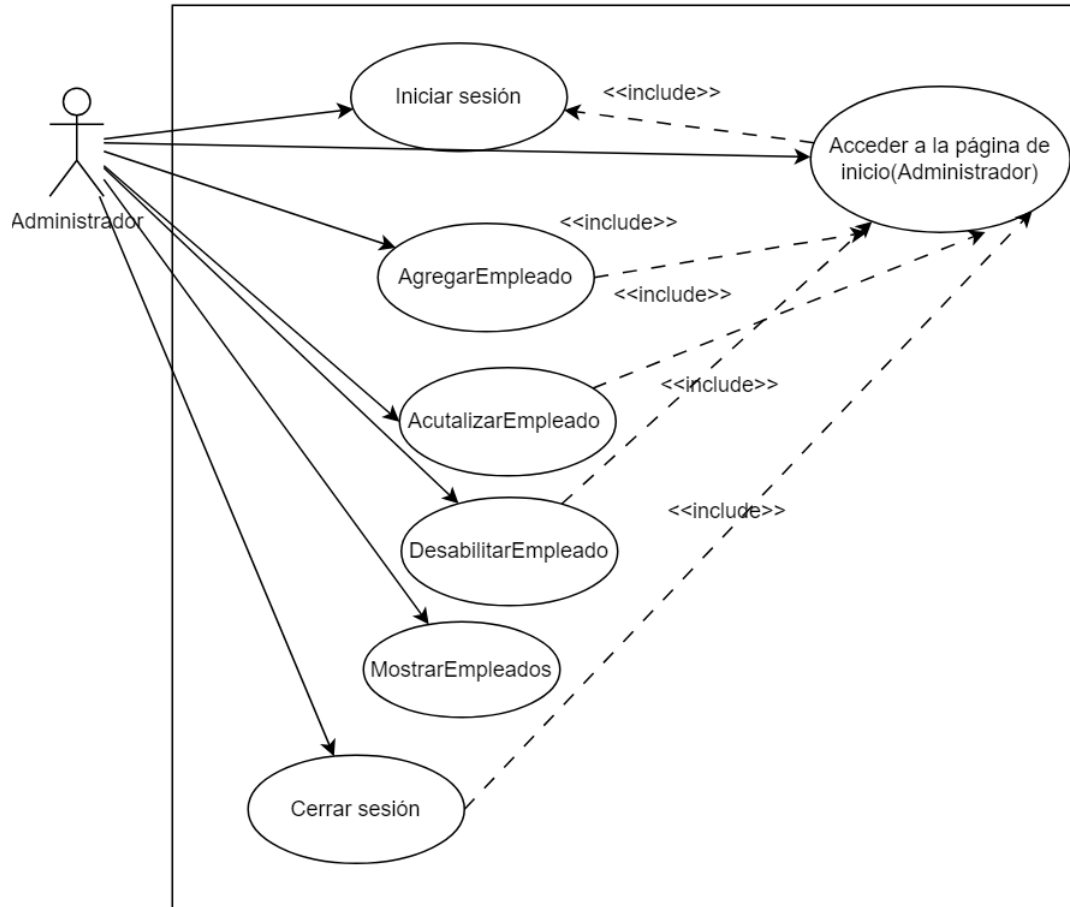 Iniciar sesión
<<include>>
Acceder a la página de
inicio(Administrador)
Administrador
<<include>>
AgregarEmpleado
<<include>>
<<include>>
AcutalizarEmpleado
<<include>>
DesabilitarEmpleado
MostrarEmpleados
Cerrar sesión